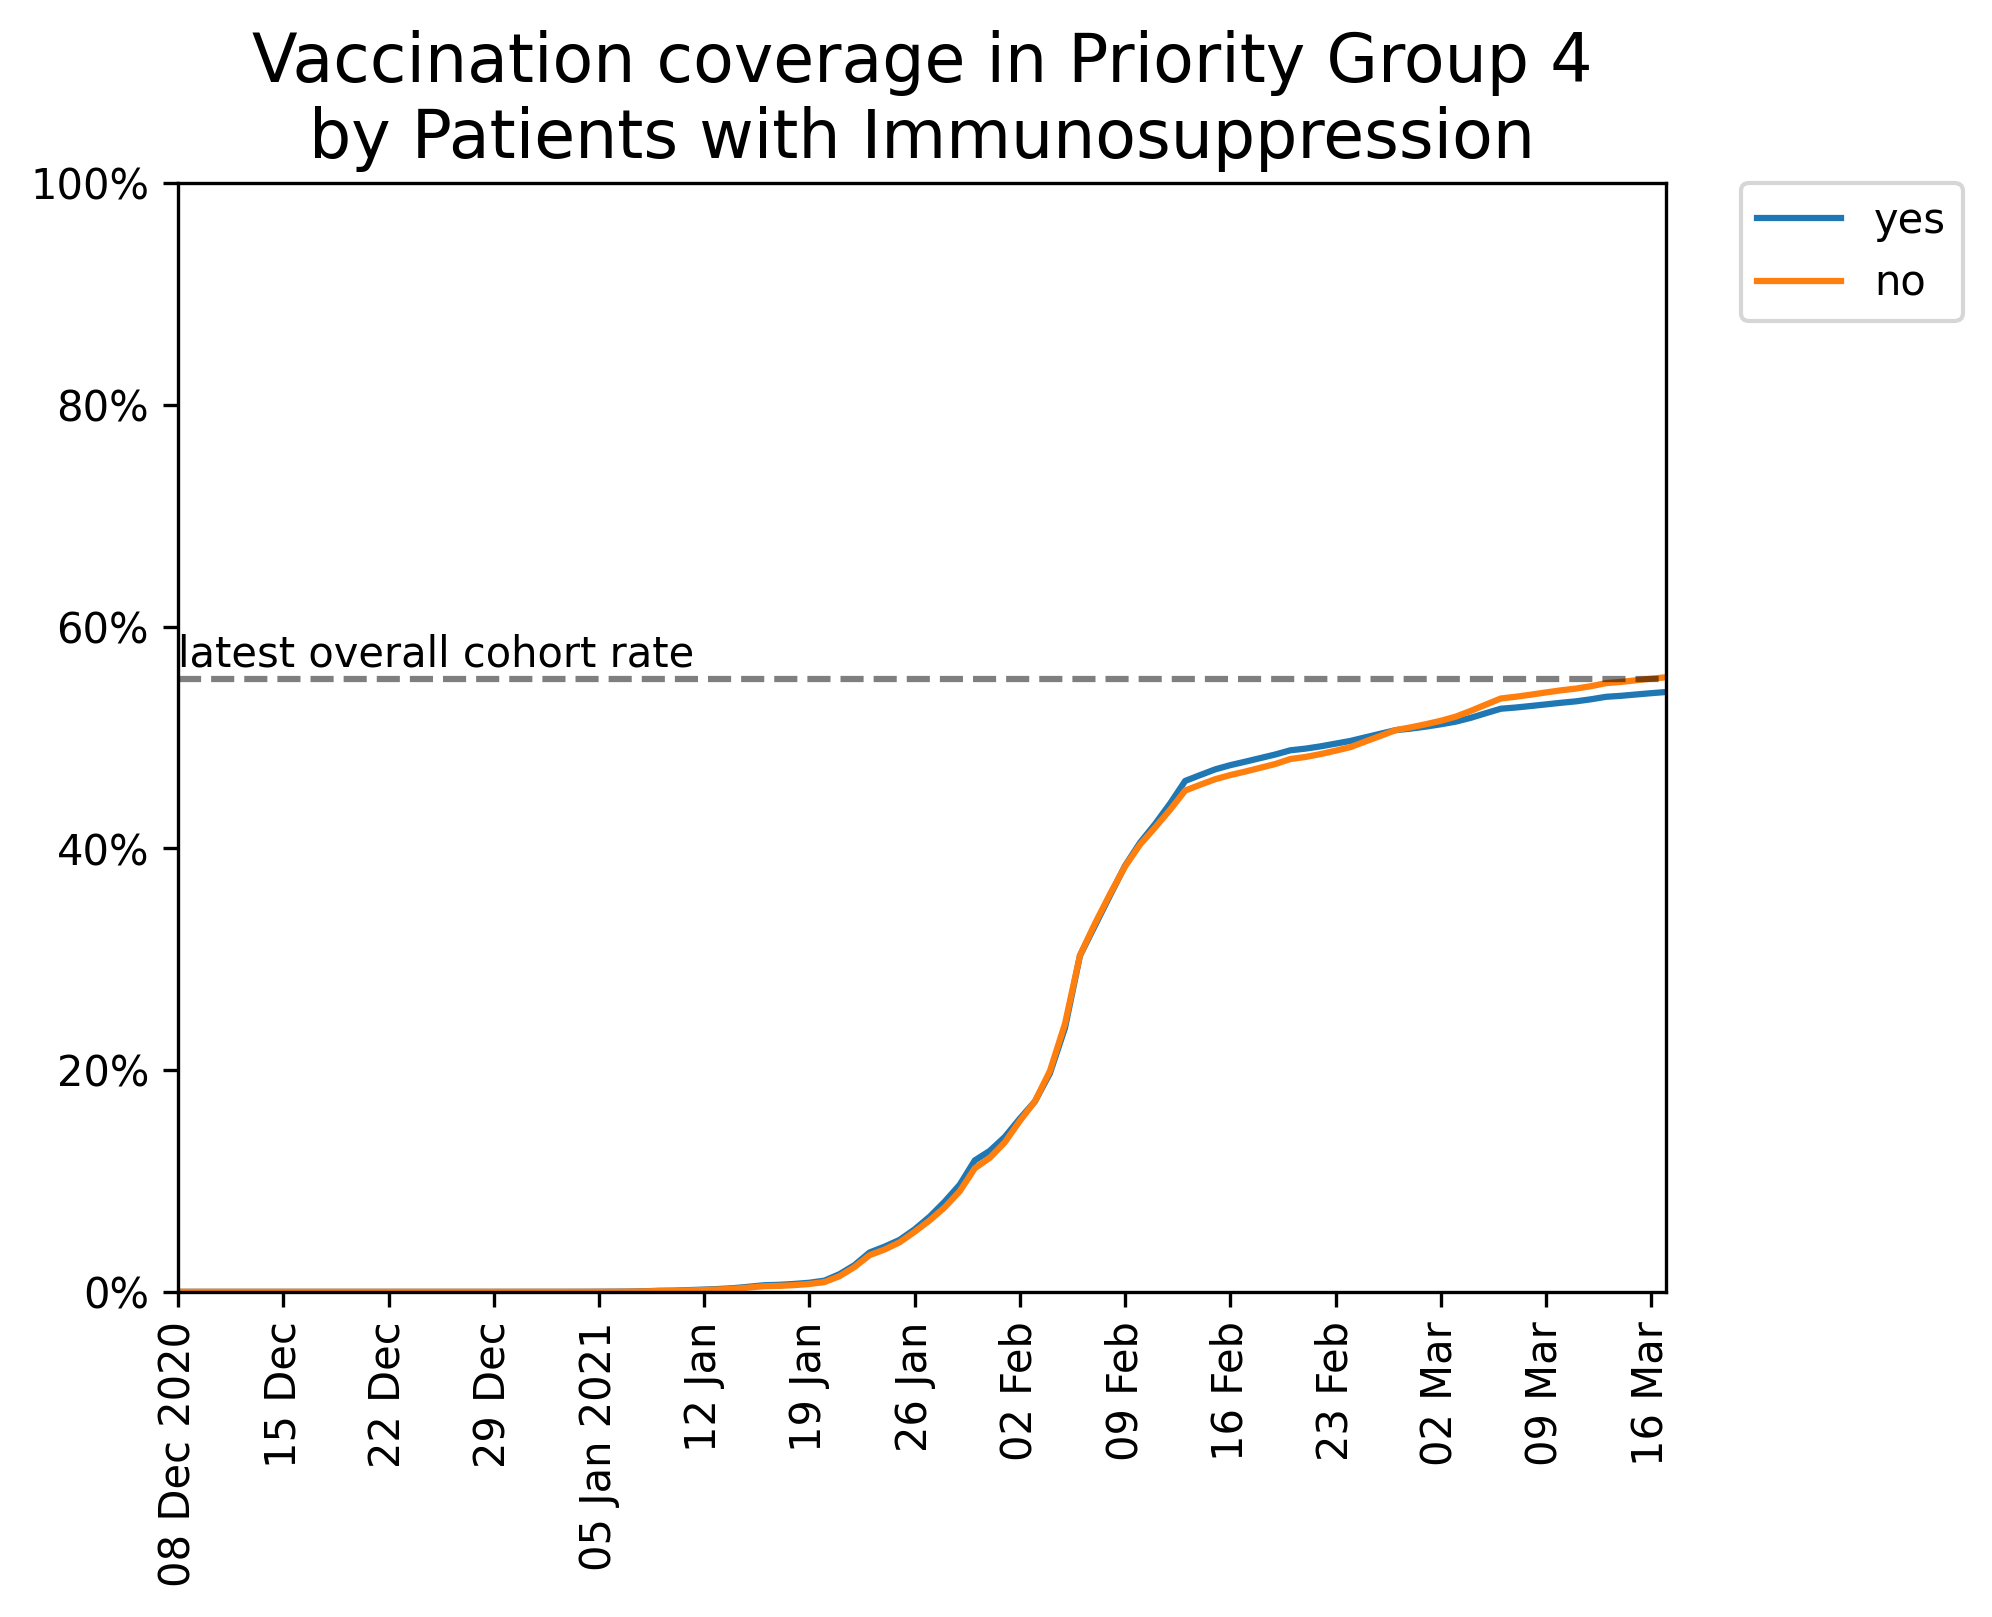 Vaccination coverage in Priority Group 4
by Patients with Immunosuppression
100%
80%
60%
40%
20%
0%
latest overall cohort rate
yes
no
08 Dec 2020
15 Dec
22 Dec
29 Dec
05 Jan 2021
12 Jan
19 Jan
26 Jan
02 Feb
09 Feb
16 Feb
23 Feb
02 Mar
09 Mar
16 Mar